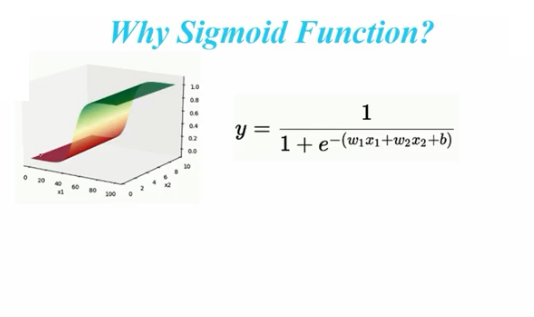 Why Sigmoid Function?
1.0
0.8
0.6
0.4
0.2
0.0
0 20 40 60 80 100
x1
0 2 4 6 8 10
x2
y = 1 / (1 + e^{-(w₁x₁+w₂x₂+b)})